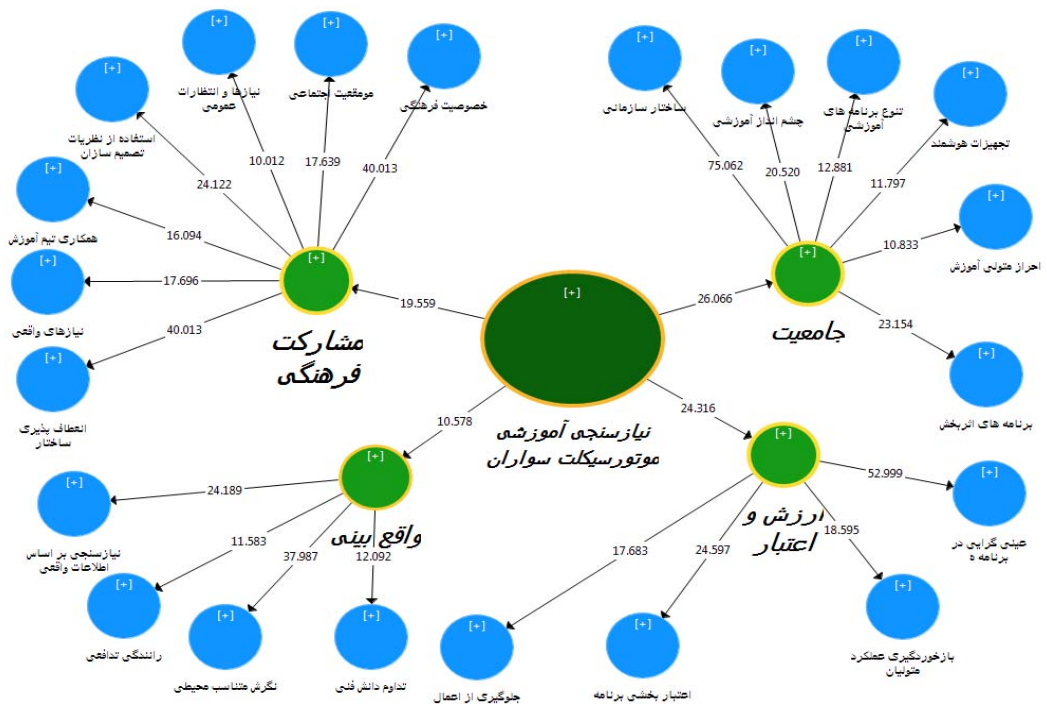 [+]
نیازسنجی آموزشی
موتورسیکلت سواران
26.066
[+]
جامعیت
75.062
[+]
ساختار سازمانی
20.520
[+]
چشم انداز آموزشی
12.881
[+]
تنوع برنامه های
آموزشی
11.797
[+]
تجهیزات هوشمند
10.833
[+]
احراز متولی آموزش
23.154
[+]
برنامه های اثربخش
24.316
[+]
ارزش و
اعتبار
52.999
[+]
عینی گرایی در
برنامه ه
18.595
[+]
بازخوردگیری عملکرد
متولیان
24.597
[+]
اعتبار بخشی برنامه
17.683
[+]
جلوگیری از اعمال
10.578
[+]
واقع بینی
12.092
[+]
تداوم دانش فنی
37.987
[+]
نگرش متناسب محیطی
11.583
[+]
رانندگی تدافعی
24.189
[+]
نیازسنجی بر اساس
اطلاعات واقعی
19.559
[+]
مشارکت
فرهنگی
40.013
[+]
خصوصیت فرهنگی
17.639
[+]
مومقعیت اجتماعی
10.012
[+]
نیازها و انتظارات
عمومی
24.122
[+]
استفاده از نظریات
تصمیم سازان
16.094
[+]
همکاری تیم آموزش
17.696
[+]
نیازهای واقعی
40.013
[+]
انعطاف پذیری
ساختار